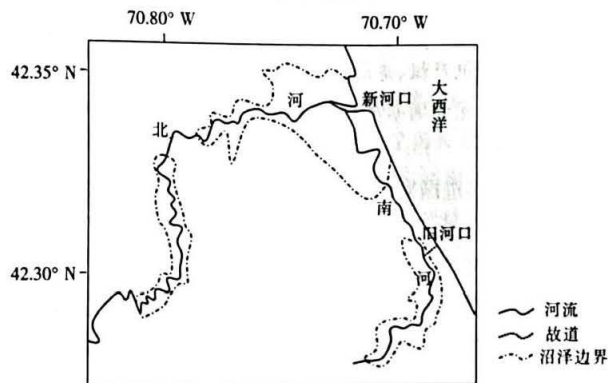 70.80° W
70.70° W
42.35° N
大西洋
新河口
河
北
南
旧河口
42.30° N
河
河流
故道
沼泽边界